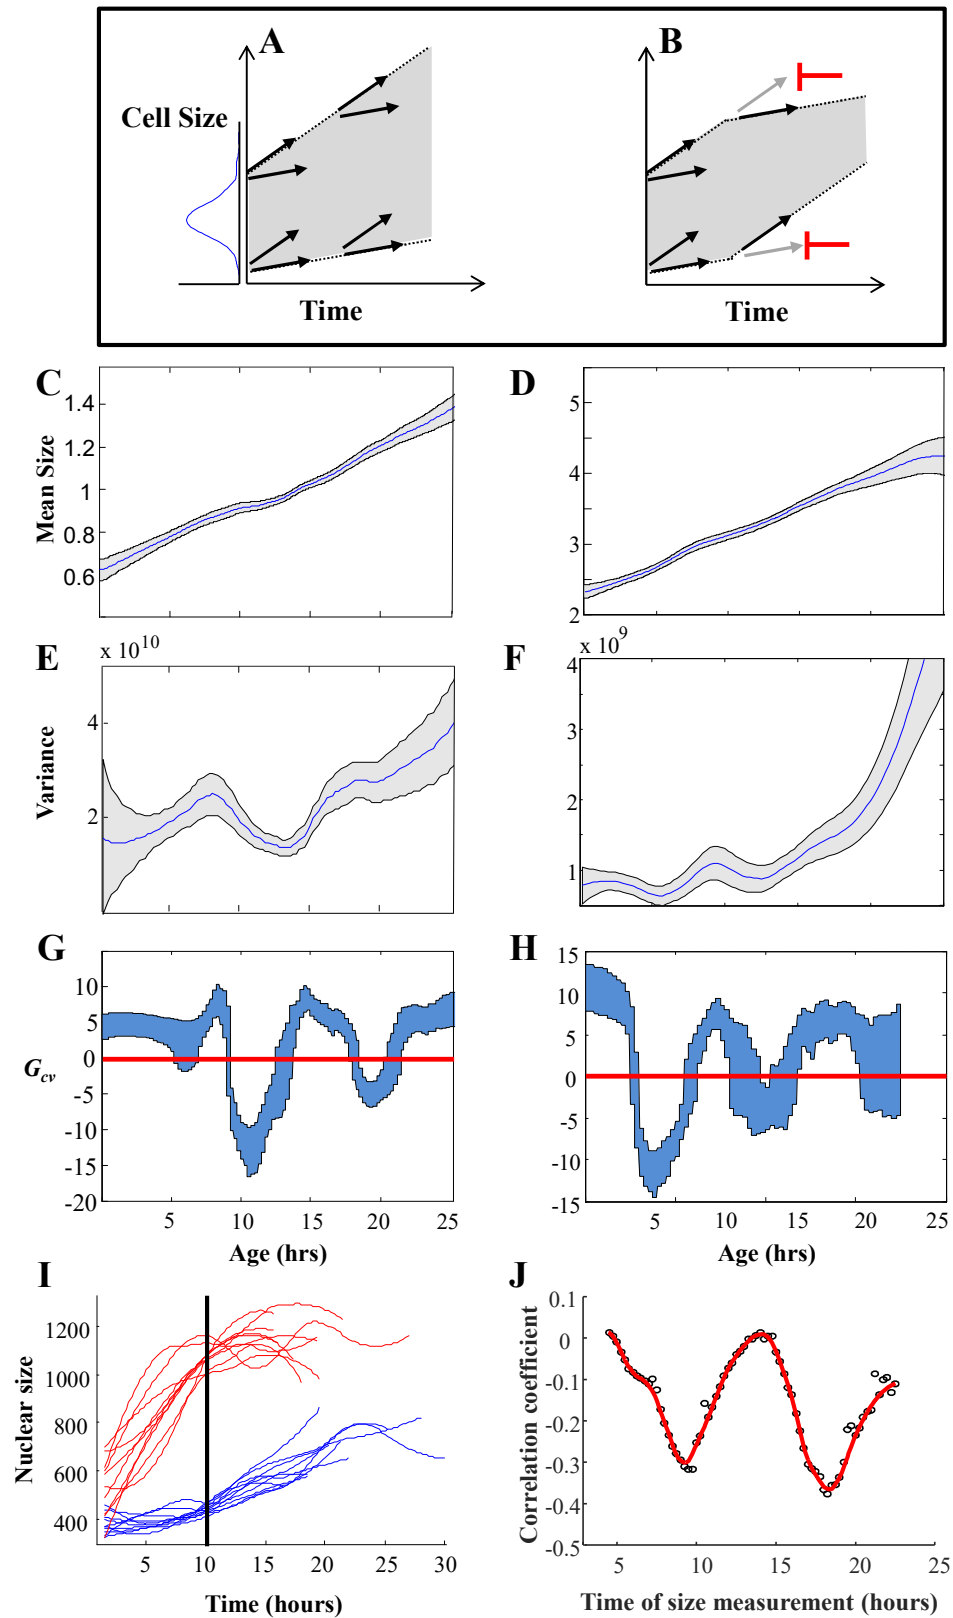 A
B
Cell Size
Time
Time
C
D
Mean Size
1.4
1.2
1
0.8
0.6
5
4
3
2
E
x 10^10
F
x 10^9
Variance
4
2
4
3
2
1
G
H
G_cv
10
5
0
-5
-10
-15
-20
15
10
5
0
-5
-10
-15
5 10 15 20 25
5 10 15 20 25
Age (hrs)
Age (hrs)
I
J
Nuclear size
1200
1000
800
600
400
Correlation coefficient
0.1
0
-0.1
-0.2
-0.3
-0.4
-0.5
5 10 15 20 25 30
5 10 15 20 25
Time (hours)
Time of size measurement (hours)